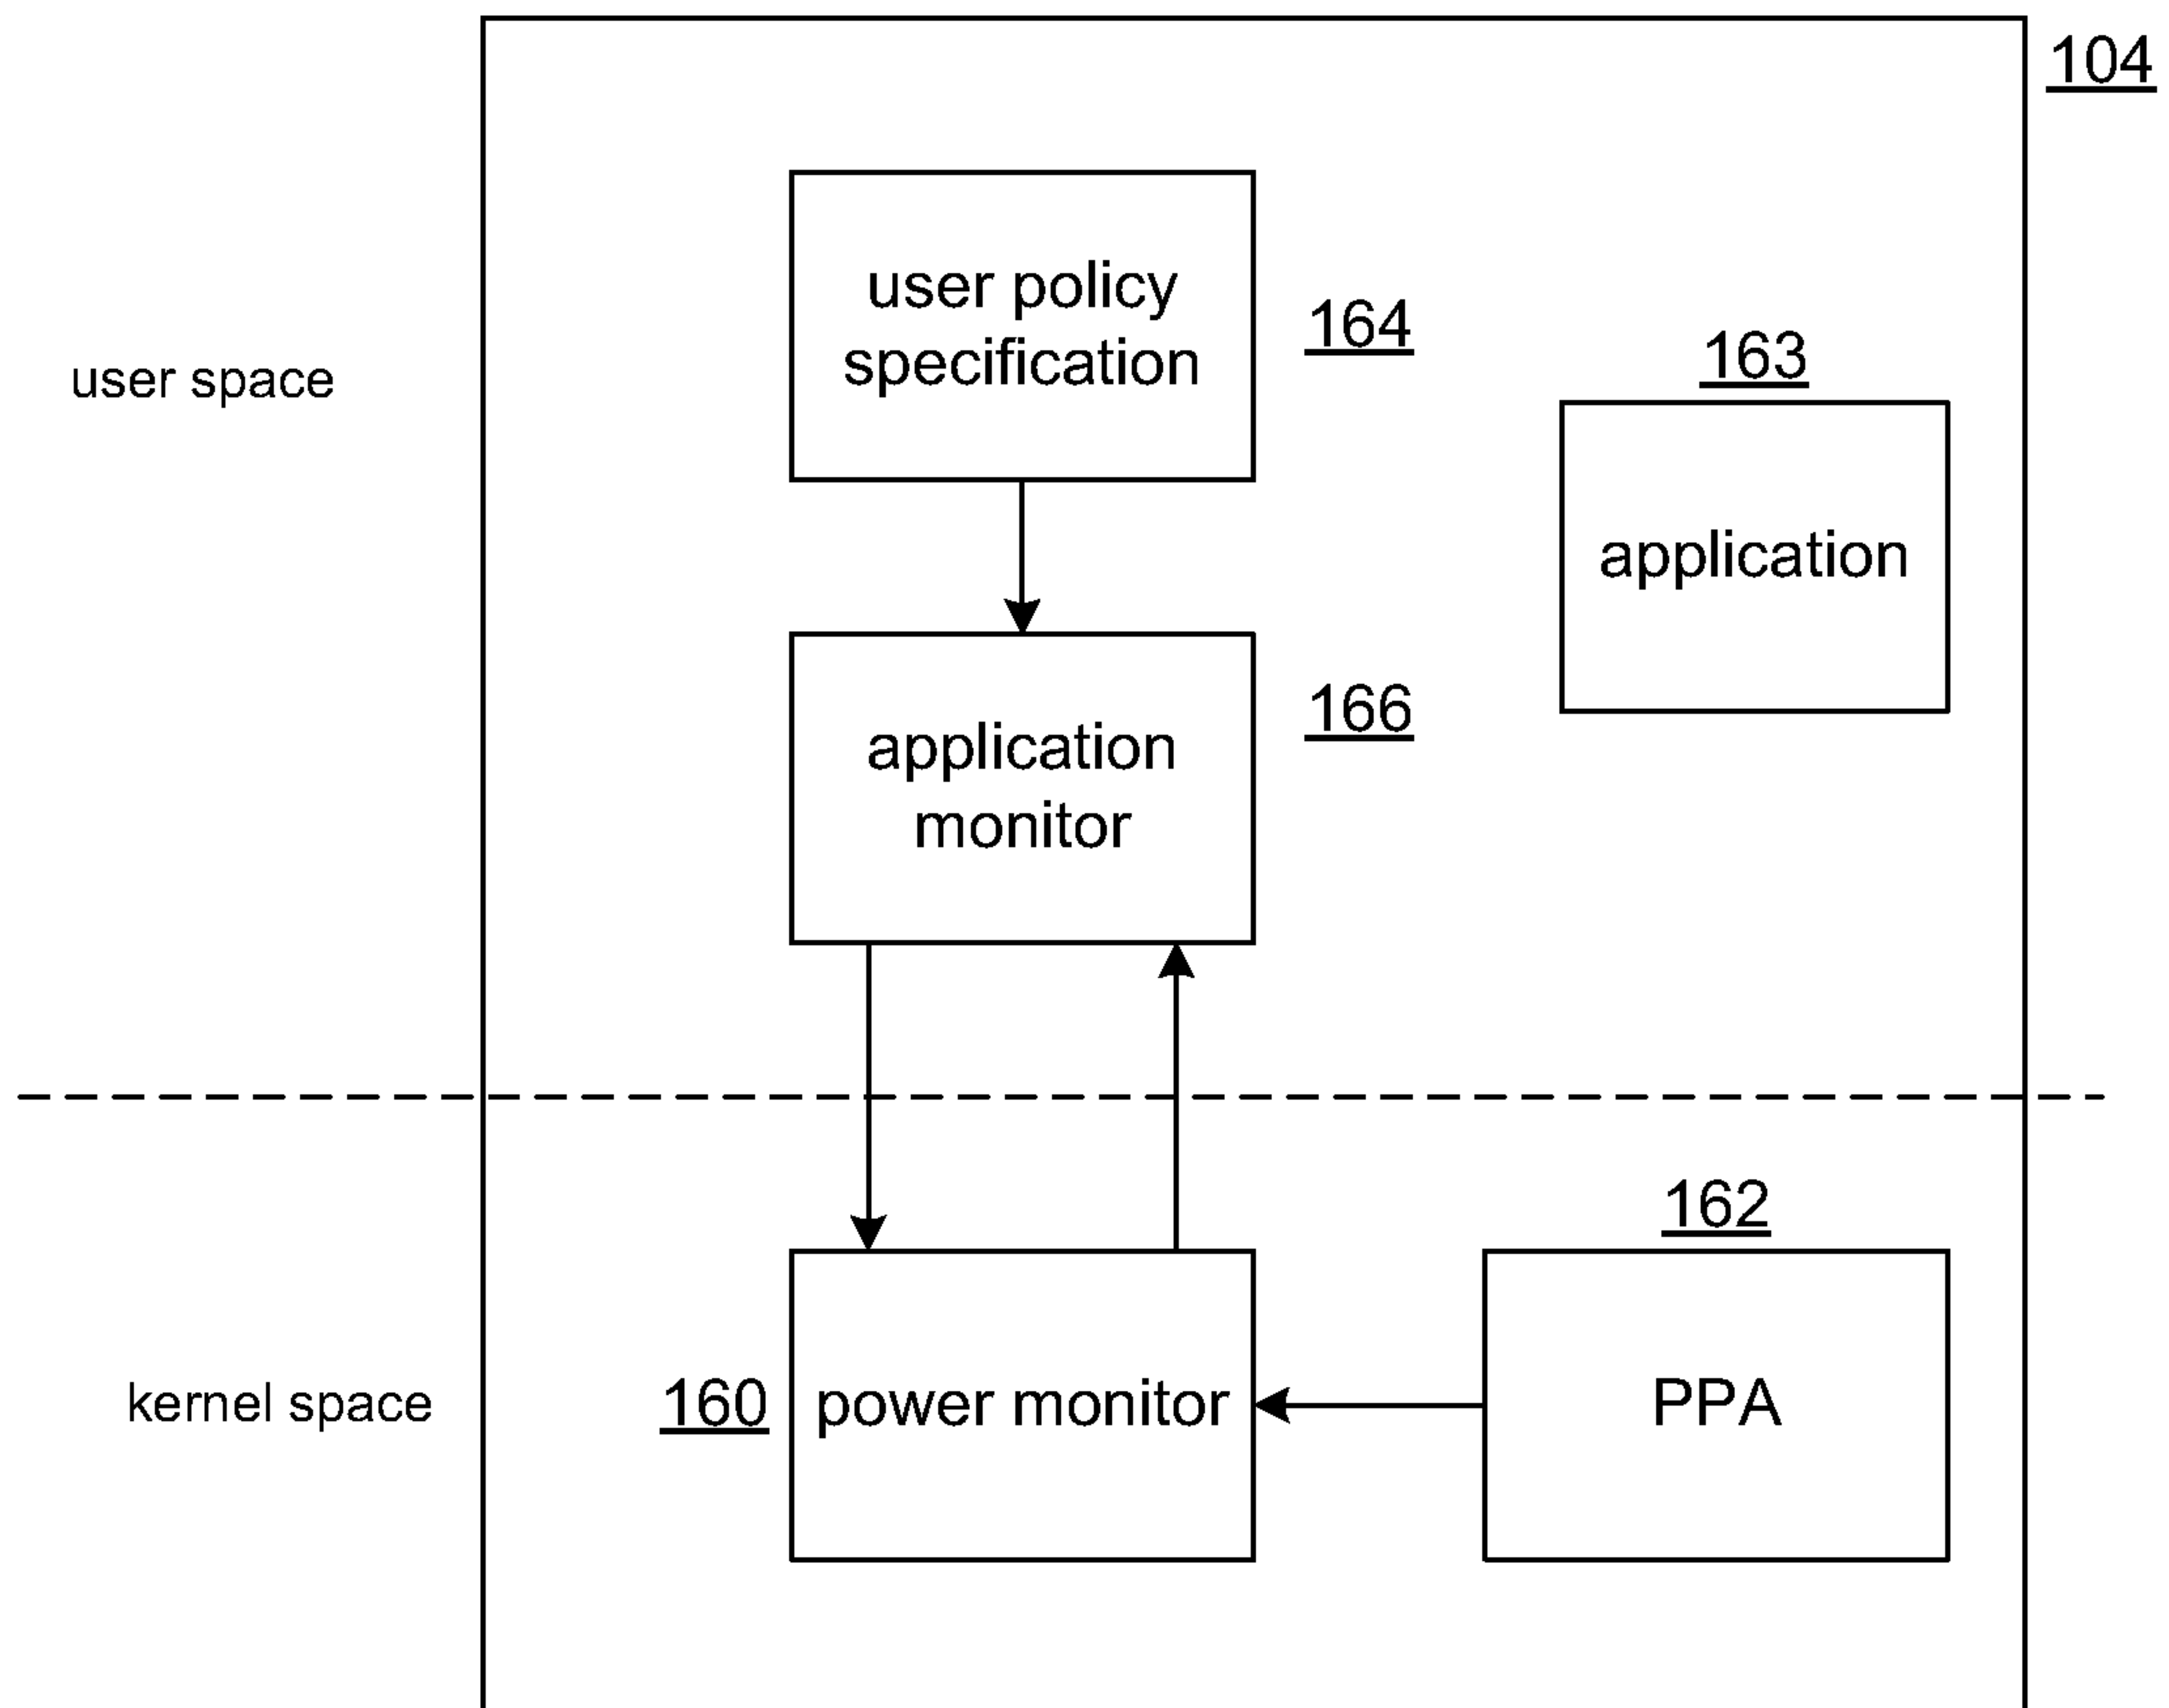 104
user policy
specification
164
user space
163
application
166
application
monitor
162
kernel space
160
power monitor
PPA